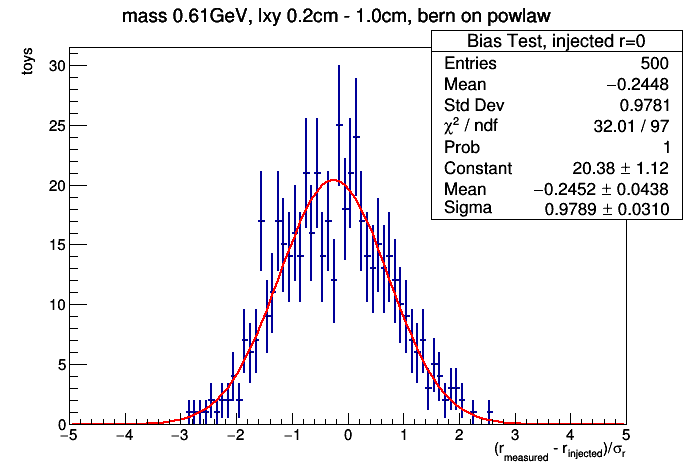 mass 0.61GeV, lxy 0.2cm - 1.0cm, bern on powlaw
toys
Bias Test, injected r=0
Entries 500
Mean −0.2448
Std Dev 0.9781
χ² / ndf 32.01 / 97
Prob 1
Constant 20.38 ± 1.12
Mean −0.2452 ± 0.0438
Sigma 0.9789 ± 0.0310
30
25
20
15
10
5
0
−5 −4 −3 −2 −1 0 1 2 3 4 5
(r_measured - r_injected)/σ_r